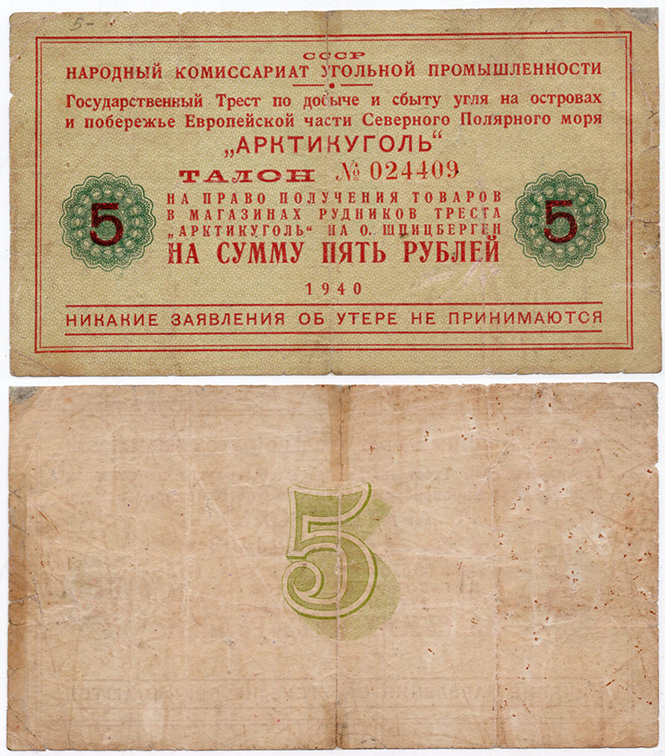 5-
СССР
НАРОДНЫЙ КОМИССАРИАТ УГОЛЬНОЙ ПРОМЫШЛЕННОСТИ
Государственный Трест по добыче и сбыту угля на островах
и побережье Европейской части Северного Полярного моря
„АРКТИКУГОЛЬ“
ТАЛОН № 024409
НА ПРАВО ПОЛУЧЕНИЯ ТОВАРОВ
В МАГАЗИНАХ РУДНИКОВ ТРЕСТА
„АРКТИКУГОЛЬ“ НА О. ШПИЦБЕРГЕН
НА СУММУ ПЯТЬ РУБЛЕЙ
5
5
1940
НИКАКИЕ ЗАЯВЛЕНИЯ ОБ УТЕРЕ НЕ ПРИНИМАЮТСЯ
5